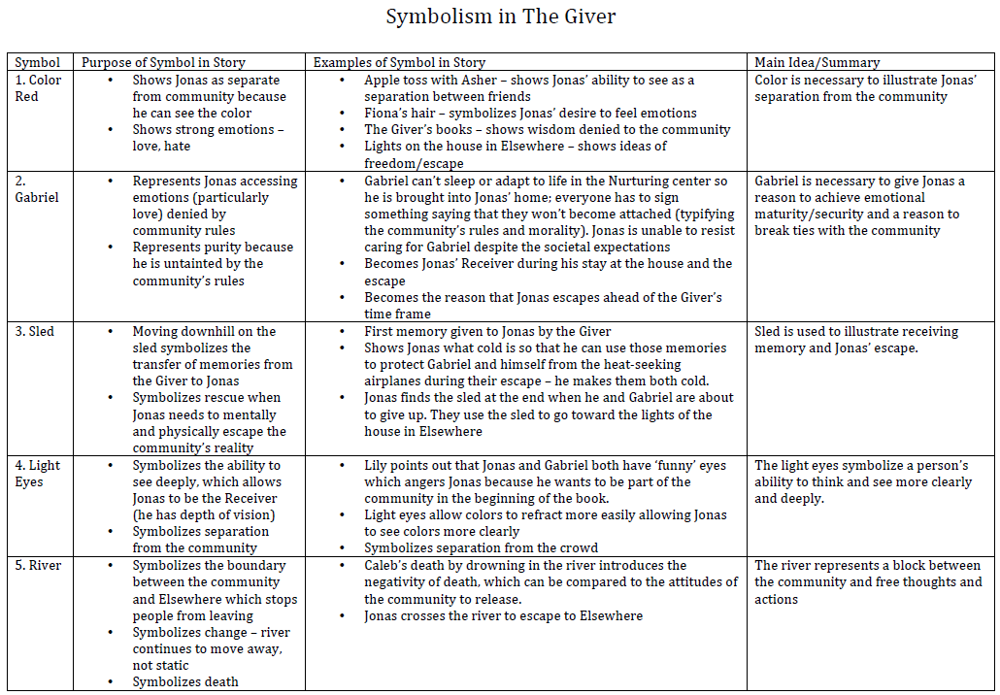 Symbolism in The Giver
Symbol
Purpose of Symbol in Story
Examples of Symbol in Story
Main Idea/Summary
1. Color
Red
• Shows Jonas as separate
from community because
he can see the color
• Shows strong emotions –
love, hate
• Apple toss with Asher – shows Jonas’ ability to see as a
separation between friends
• Fiona’s hair – symbolizes Jonas’ desire to feel emotions
• The Giver’s books – shows wisdom denied to the community
• Lights on the house in Elsewhere – shows ideas of
freedom/escape
Color is necessary to illustrate Jonas’
separation from the community
2.
Gabriel
• Represents Jonas accessing
emotions (particularly
love) denied by
community rules
• Represents purity because
he is untainted by the
community’s rules
• Gabriel can’t sleep or adapt to life in the Nurturing center so
he is brought into Jonas’ home; everyone has to sign
something saying that they won’t become attached (typifying
the community’s rules and morality). Jonas is unable to resist
caring for Gabriel despite the societal expectations
• Becomes Jonas’ Receiver during his stay at the house and the
escape
• Becomes the reason that Jonas escapes ahead of the Giver’s
time frame
Gabriel is necessary to give Jonas a
reason to achieve emotional
maturity/security and a reason to
break ties with the community
3. Sled
• Moving downhill on the
sled symbolizes the
transfer of memories from
the Giver to Jonas
• Symbolizes rescue when
Jonas needs to mentally
and physically escape the
community’s reality
• First memory given to Jonas by the Giver
• Shows Jonas what cold is so that he can use those memories
to protect Gabriel and himself from the heat-seeking
airplanes during their escape – he makes them both cold.
• Jonas finds the sled at the end when he and Gabriel are about
to give up. They use the sled to go toward the lights of the
house in Elsewhere
Sled is used to illustrate receiving
memory and Jonas’ escape.
4. Light
Eyes
• Symbolizes the ability to
see deeply, which allows
Jonas to be the Receiver
(he has depth of vision)
• Symbolizes separation
from the community
• Lily points out that Jonas and Gabriel both have ‘funny’ eyes
which angers Jonas because he wants to be part of the
community in the beginning of the book.
• Light eyes allow colors to refract more easily allowing Jonas
to see colors more clearly
• Symbolizes separation from the crowd
The light eyes symbolize a person’s
ability to think and see more clearly
and deeply.
5. River
• Symbolizes the boundary
between the community
and Elsewhere which stops
people from leaving
• Symbolizes change – river
continues to move away,
not static
• Symbolizes death
• Caleb’s death by drowning in the river introduces the
negativity of death, which can be compared to the attitudes of
the community to release.
• Jonas crosses the river to escape to Elsewhere
The river represents a block between
the community and free thoughts and
actions